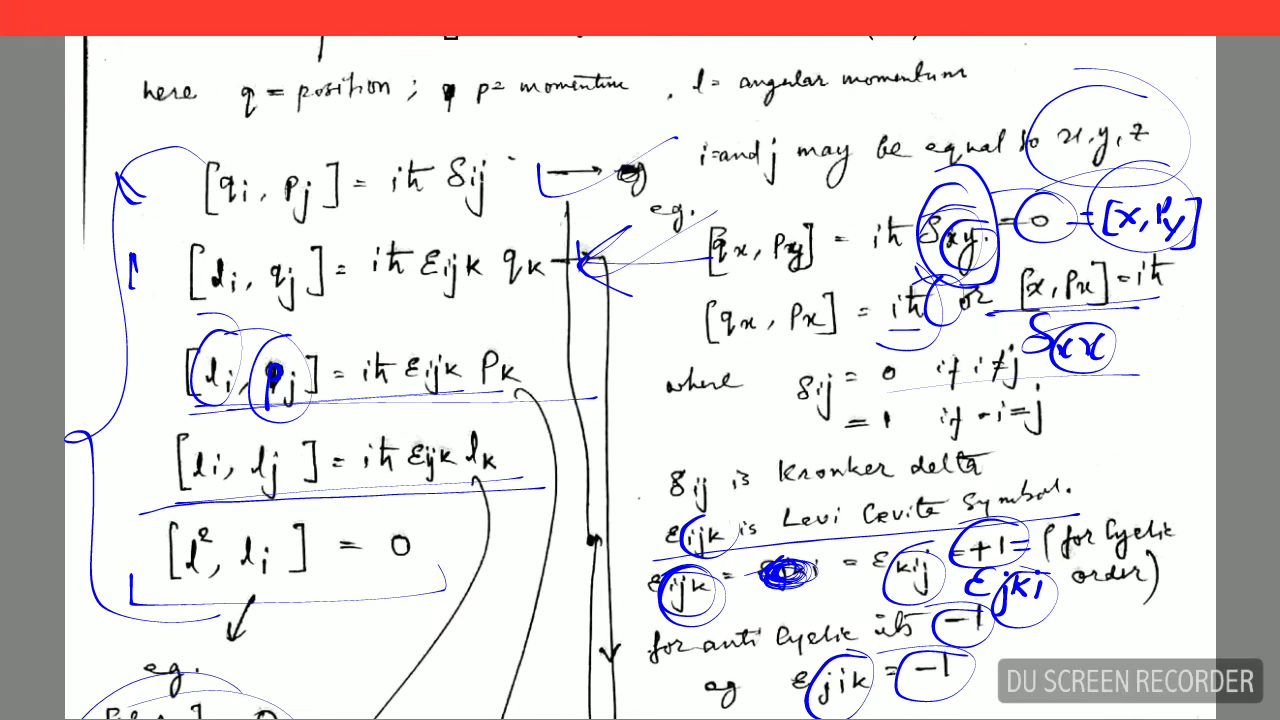 here q = position ; p = momentum , l = angular momentum
i= and j may be equal to x, y, z
[qi, pj] = iħ δij → eg
eg.
[qx, Pxy] = iħ δxy. = 0 = [x, Py]
[li, qj] = iħ εijk qk
[qx, Px] = iħ or [x, Px] = iħ
δxx
[li, pj] = iħ εijk Pk
where δij = 0 if i≠j
= 1 if i=j
[li, lj] = iħ εijk lk
δij is Kronker delta
εijk is Levi Cevita Symbol.
[l², li] = 0
εijk = = εkij = +1 = (for Cyclic order)
εjki
for anti Cyclic its -1
eg εjik = -1
eg.
DU SCREEN RECORDER